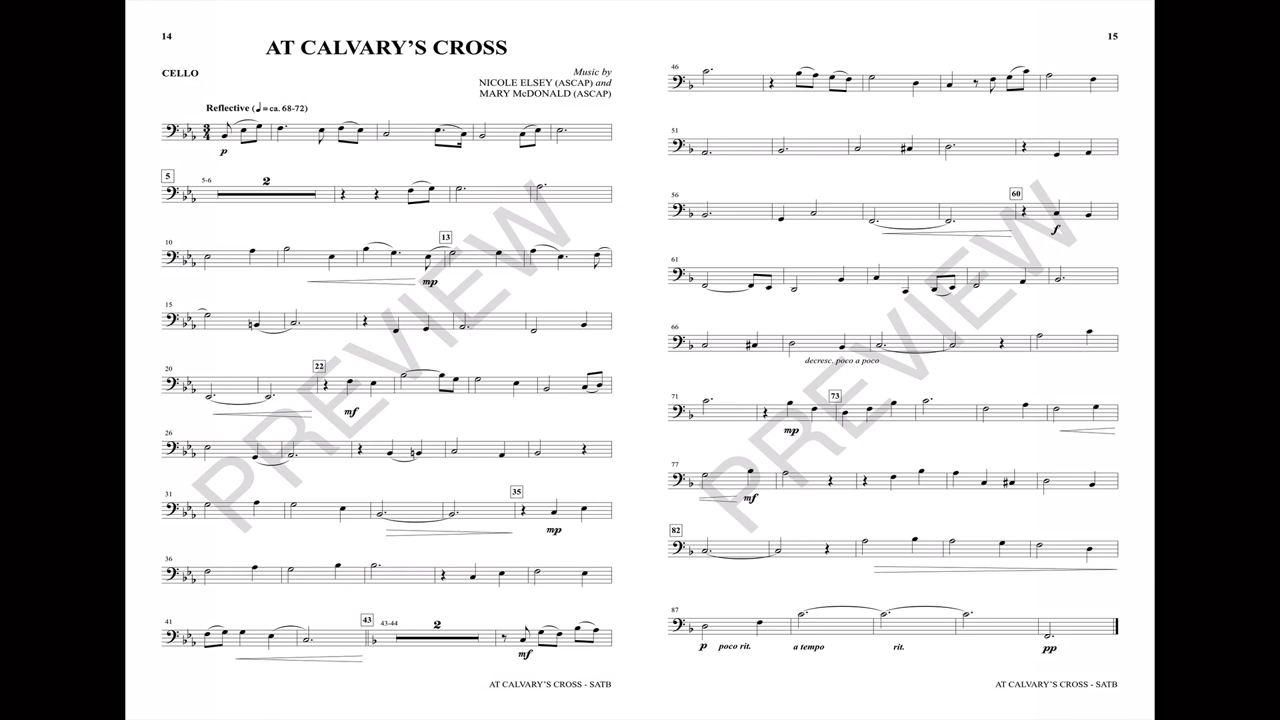 14
AT CALVARY'S CROSS
CELLO
Music by
NICOLE ELSEY (ASCAP) and
MARY McDONALD (ASCAP)
Reflective (♩ = ca. 68-72)
3
4
p
5
5-6
2
10
13
mp
15
20
22
mf
26
31
35
mp
36
41
43
43-44
2
mf
AT CALVARY'S CROSS - SATB
PREVIEW
15
46
51
56
60
f
61
66
decresc. poco a poco
71
73
mp
77
mf
82
87
p poco rit.
a tempo
rit.
pp
AT CALVARY'S CROSS - SATB
PREVIEW